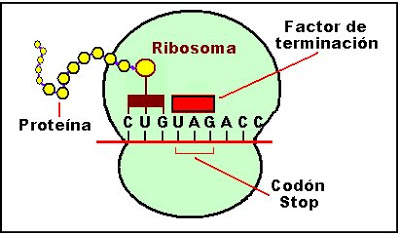 Factor de
terminación
Ribosoma
Proteína
C U G U A G A C C
Codón
Stop